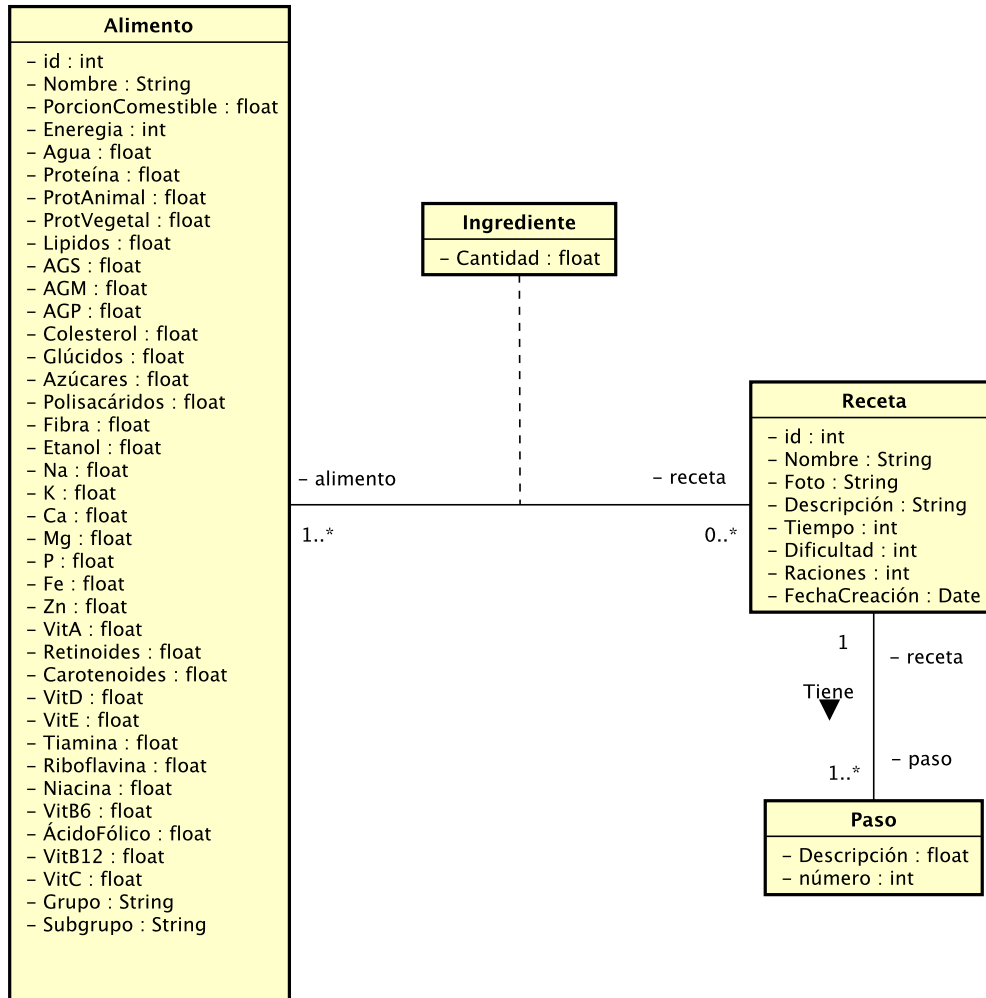 Alimento
– id : int
– Nombre : String
– PorcionComestible : float
– Eneregia : int
– Agua : float
– Proteína : float
– ProtAnimal : float
– ProtVegetal : float
– Lipidos : float
– AGS : float
– AGM : float
– AGP : float
– Colesterol : float
– Glúcidos : float
– Azúcares : float
– Polisacáridos : float
– Fibra : float
– Etanol : float
– Na : float
– K : float
– Ca : float
– Mg : float
– P : float
– Fe : float
– Zn : float
– VitA : float
– Retinoides : float
– Carotenoides : float
– VitD : float
– VitE : float
– Tiamina : float
– Riboflavina : float
– Niacina : float
– VitB6 : float
– ÁcidoFólico : float
– VitB12 : float
– VitC : float
– Grupo : String
– Subgrupo : String
Ingrediente
– Cantidad : float
– alimento
1..*
– receta
0..*
Receta
– id : int
– Nombre : String
– Foto : String
– Descripción : String
– Tiempo : int
– Dificultad : int
– Raciones : int
– FechaCreación : Date
1
– receta
Tiene
– paso
1..*
Paso
– Descripción : float
– número : int